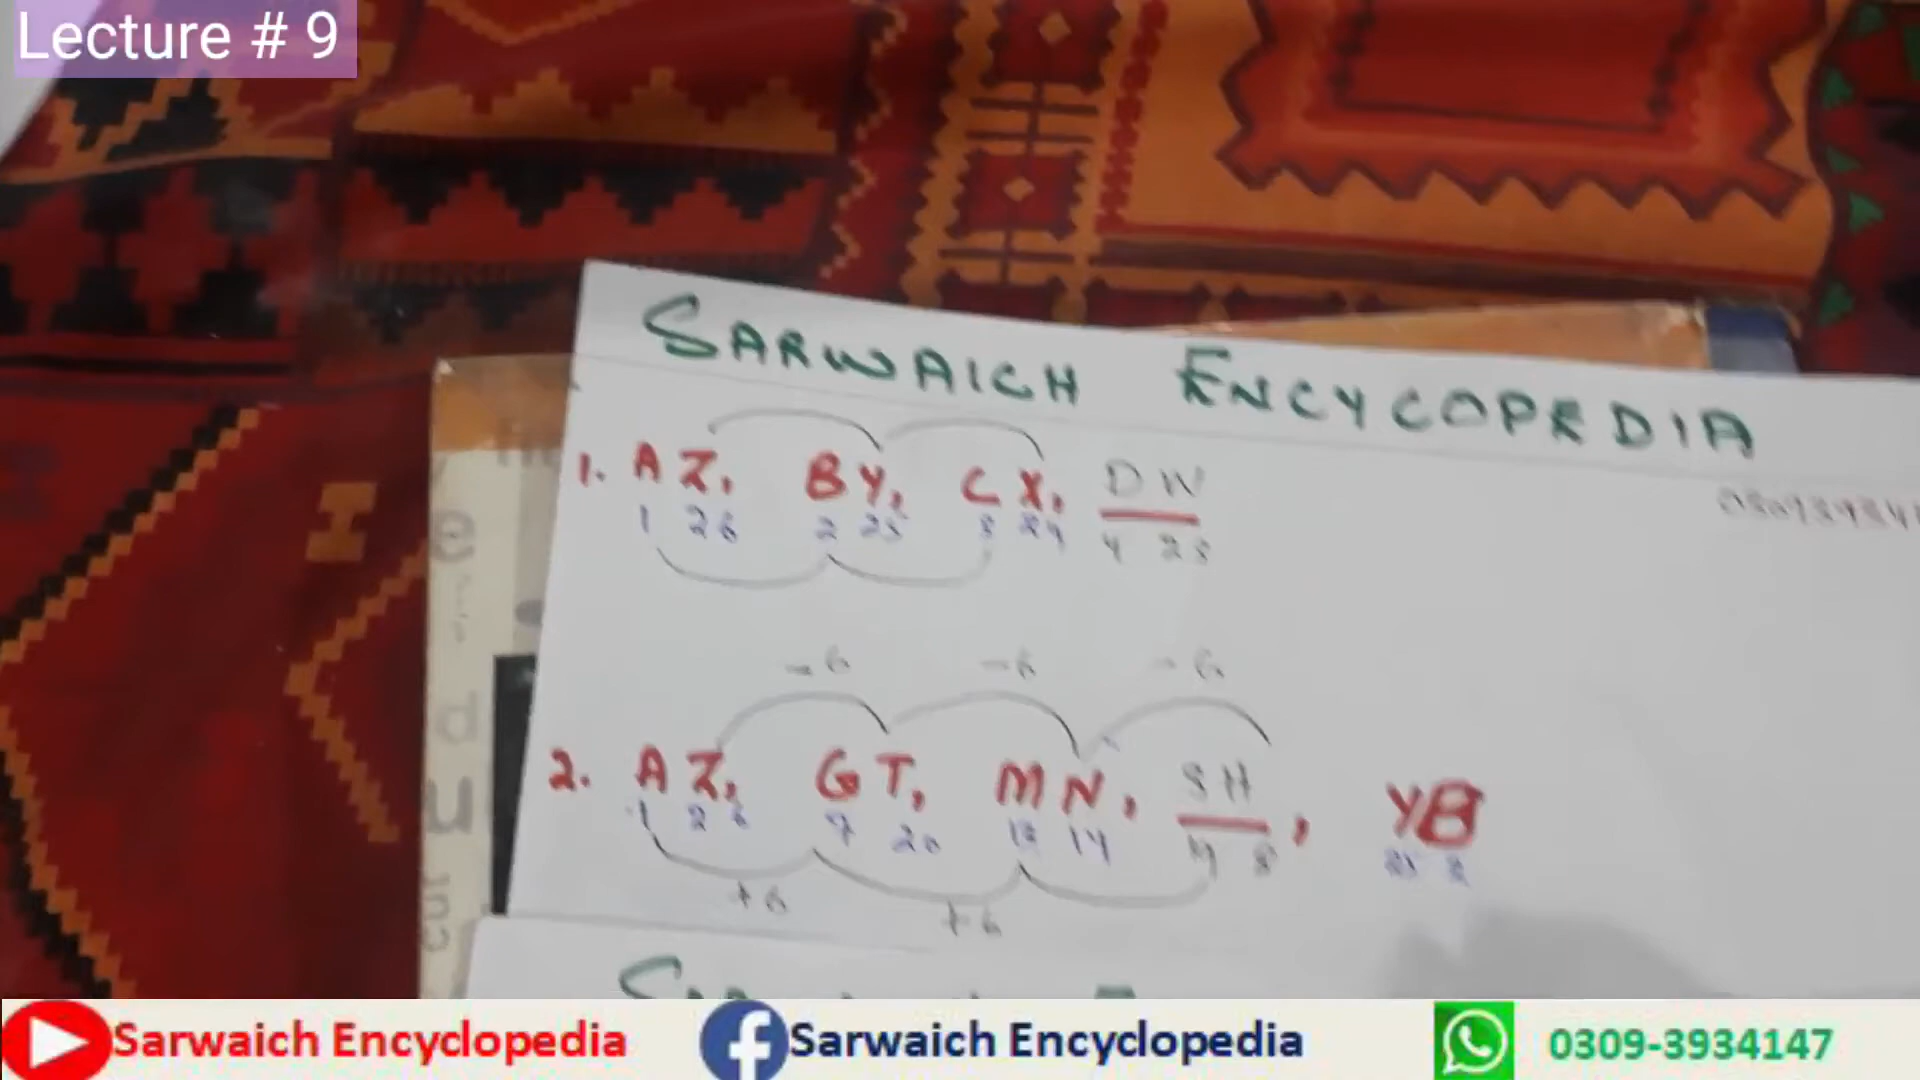 Lecture # 9
SARWAICH ENCYCOPEDIA
1. AZ, BY, CX, DW
1 26 2 25 3 24 4 23
-6 -6 -6
2. AZ, GT, MN, SH, YB
1 26 7 20 13 14 19 8 25 2
+6 +6
Sarwaich Encyclopedia
Sarwaich Encyclopedia
0309-3934147